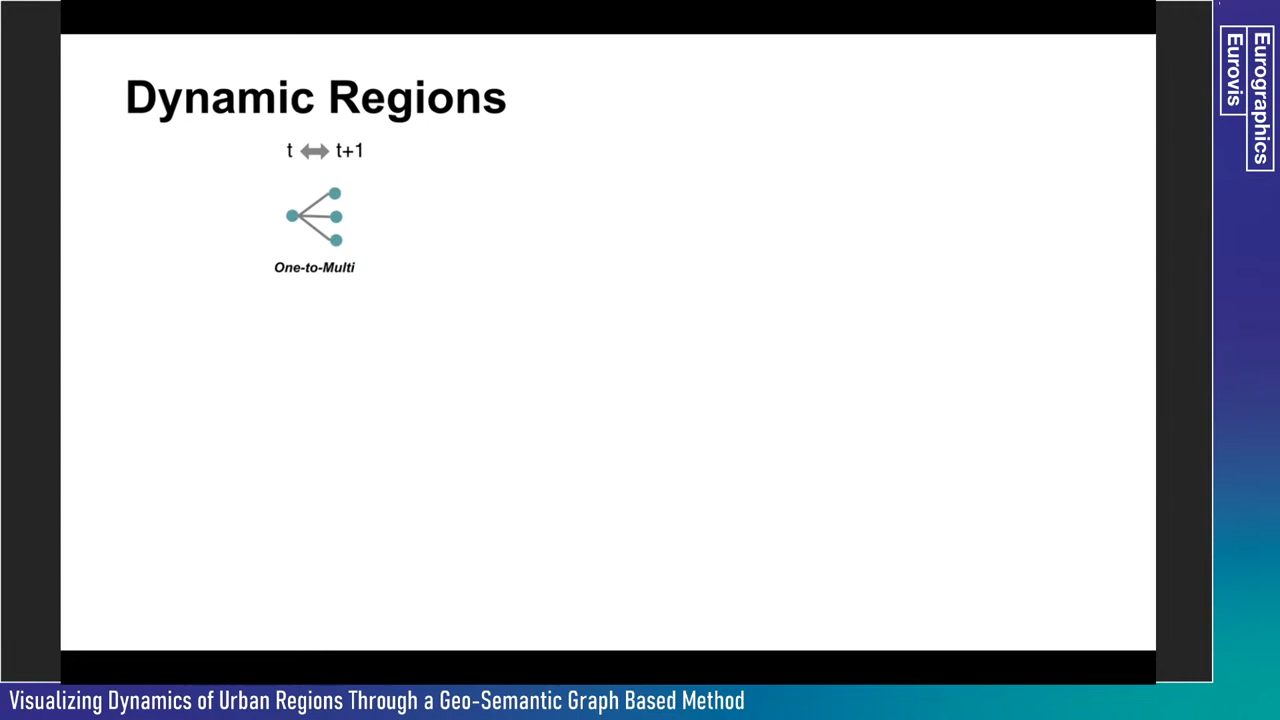 Dynamic Regions
t t+1
One-to-Multi
Eurographics
Eurovis
Visualizing Dynamics of Urban Regions Through a Geo-Semantic Graph Based Method